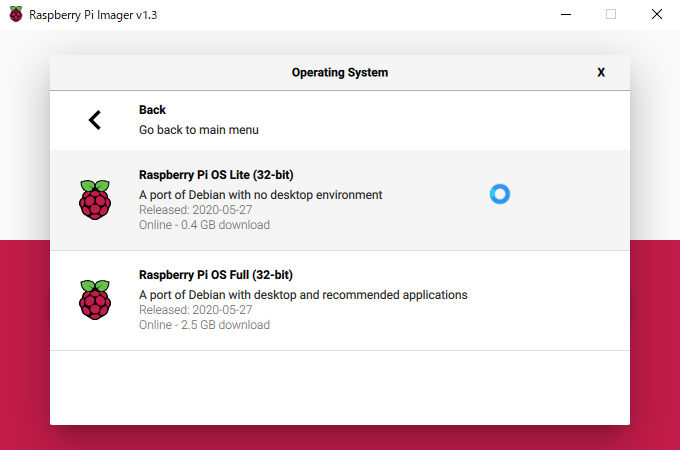 Raspberry Pi Imager v1.3
Operating System
X
Back
Go back to main menu
Raspberry Pi OS Lite (32-bit)
A port of Debian with no desktop environment
Released: 2020-05-27
Online - 0.4 GB download
Raspberry Pi OS Full (32-bit)
A port of Debian with desktop and recommended applications
Released: 2020-05-27
Online - 2.5 GB download